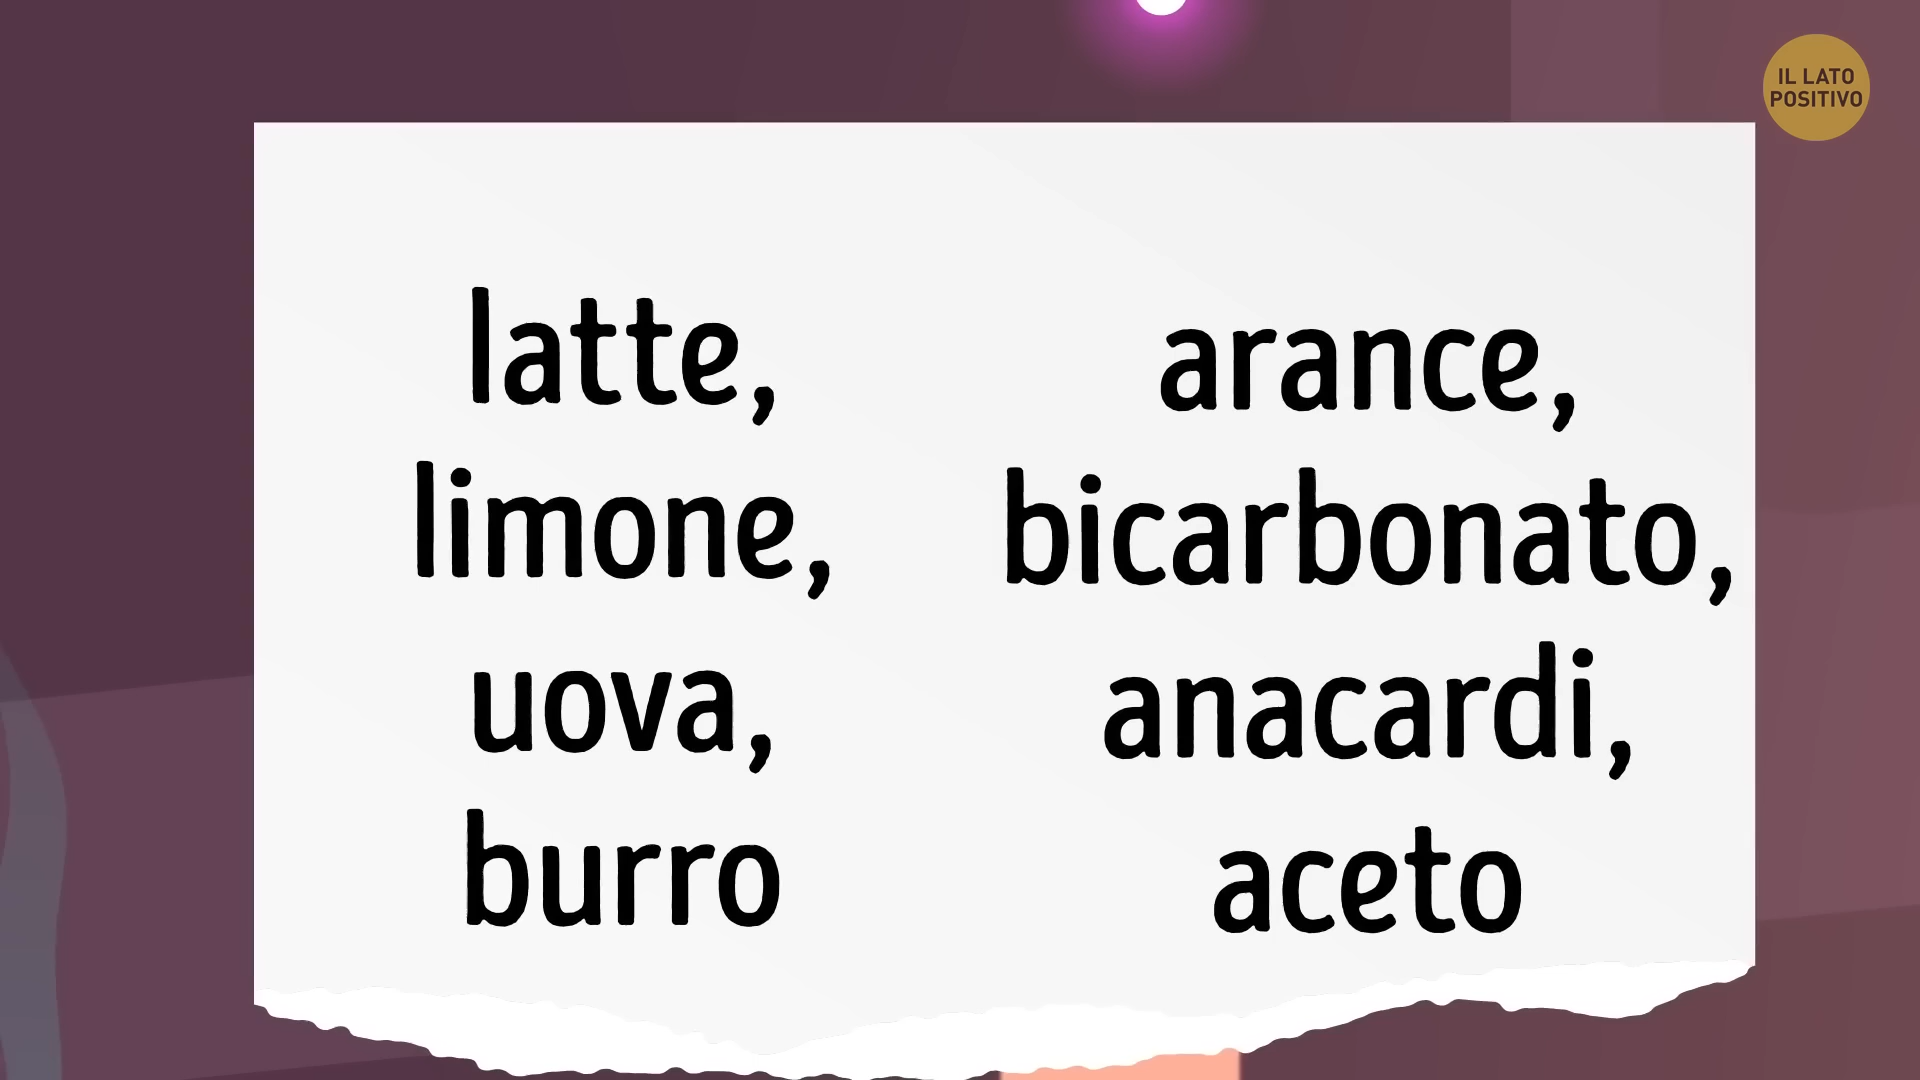 IL LATO
POSITIVO
latte,
limone,
uova,
burro
arance,
bicarbonato,
anacardi,
aceto